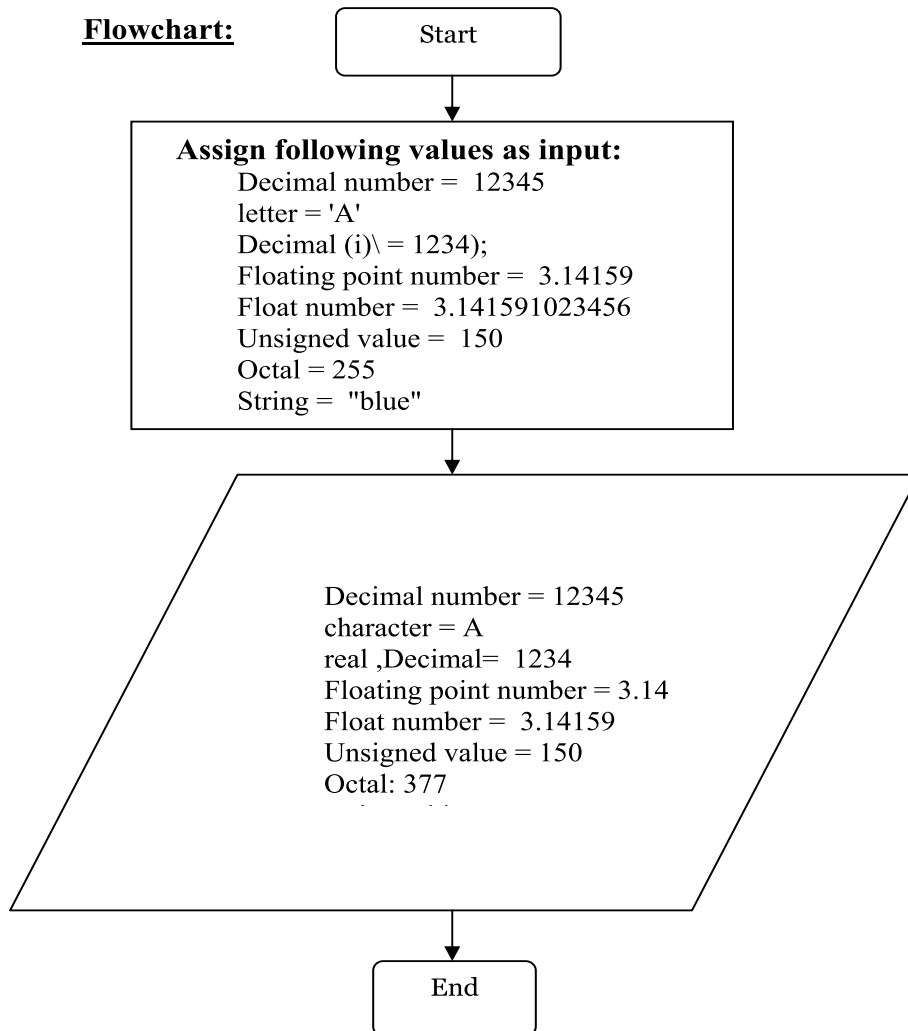 Flowchart:
Start
Assign following values as input:
Decimal number =  12345
letter = 'A'
Decimal (i)\ = 1234);
Floating point number =  3.14159
Float number =  3.141591023456
Unsigned value =  150
Octal = 255
String =  "blue"
Decimal number = 12345
character = A
real ,Decimal=  1234
Floating point number = 3.14
Float number =  3.14159
Unsigned value = 150
Octal: 377
End